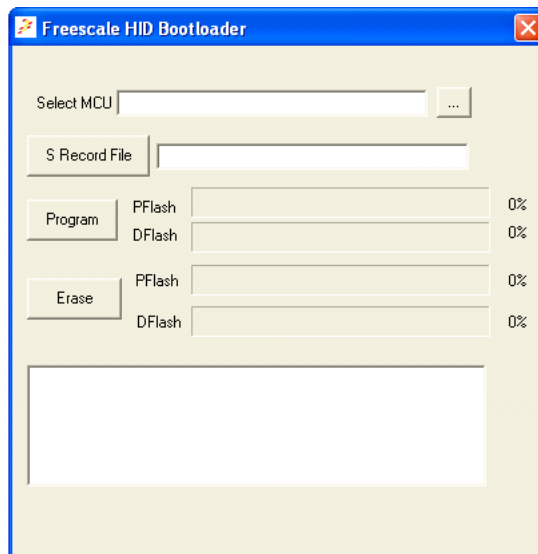 Freescale HID Bootloader
Select MCU ...
S Record File
Program PFlash 0%
DFlash 0%
Erase PFlash 0%
DFlash 0%